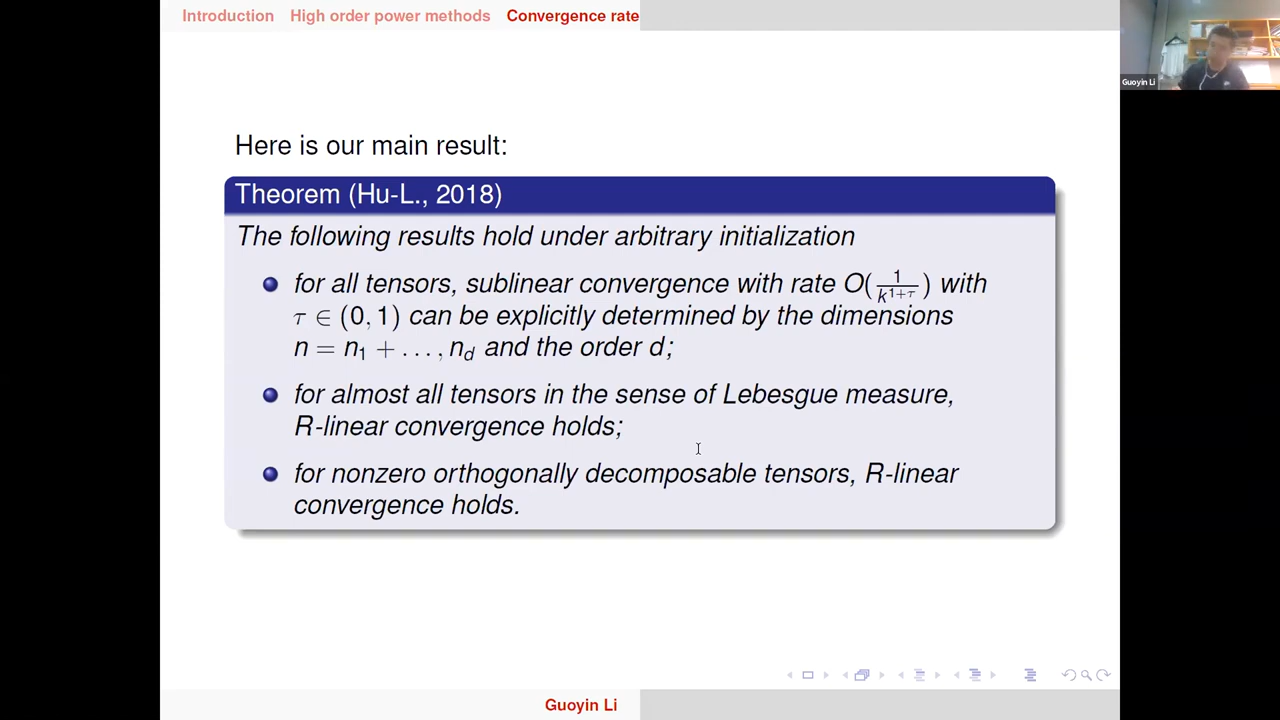 Introduction High order power methods Convergence rate
Guoyin Li
Here is our main result:
Theorem (Hu-L., 2018)
The following results hold under arbitrary initialization
for all tensors, sublinear convergence with rate O(1/k^{1+τ}) with
τ ∈ (0, 1) can be explicitly determined by the dimensions
n = n₁ + . . . , n_d and the order d;
for almost all tensors in the sense of Lebesgue measure,
R-linear convergence holds;
for nonzero orthogonally decomposable tensors, R-linear
convergence holds.
Guoyin Li